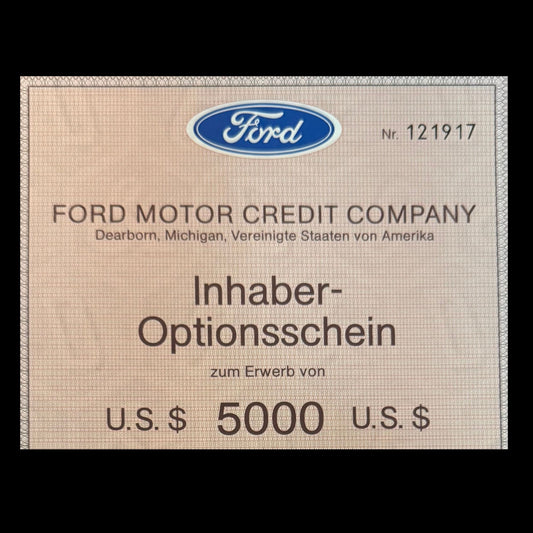 Ford
Nr. 121917
FORD MOTOR CREDIT COMPANY
Dearborn, Michigan, Vereinigte Staaten von Amerika
Inhaber-
Optionsschein
zum Erwerb von
U.S. $ 5000 U.S. $